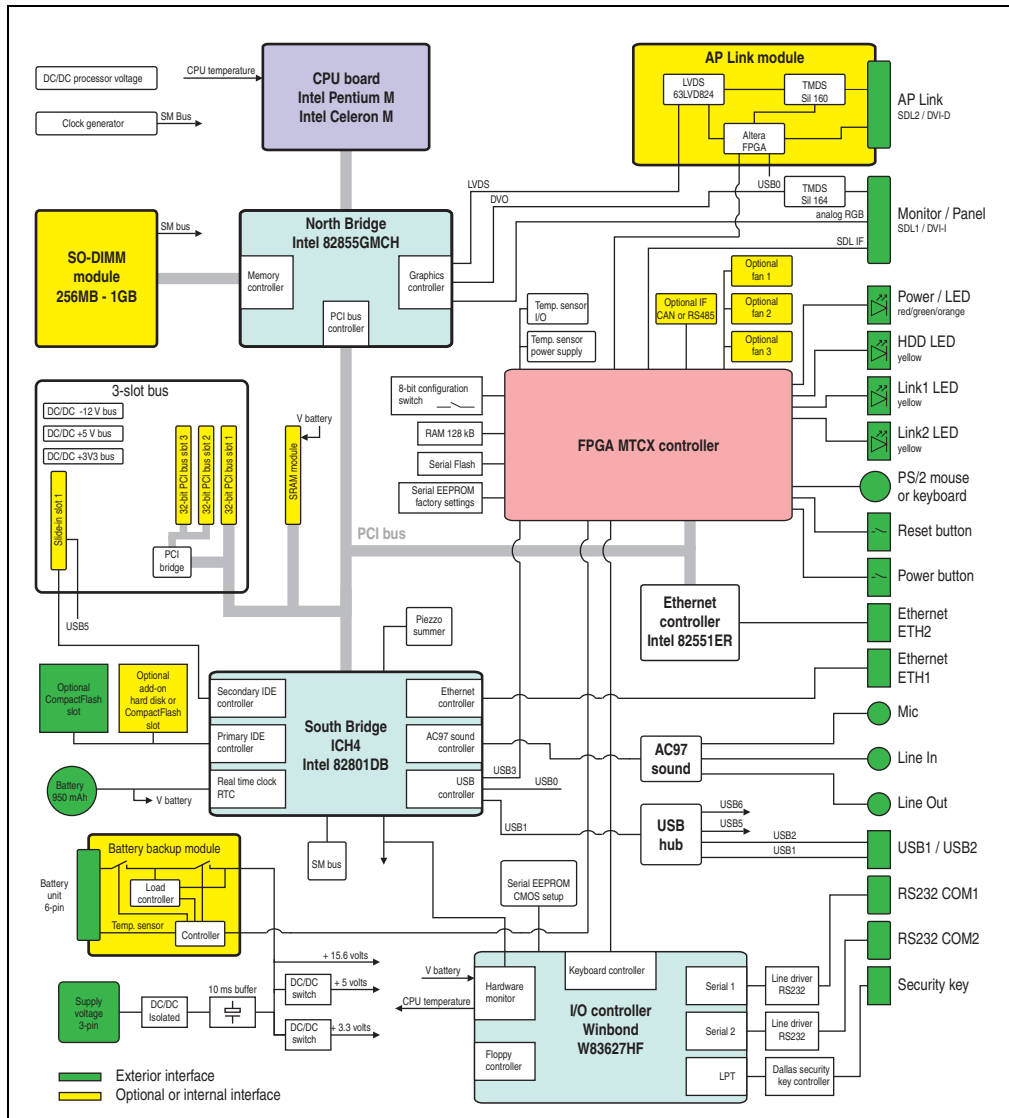 DC/DC processor voltage
Clock generator
SM Bus
CPU temperature
CPU board
Intel Pentium M
Intel Celeron M
AP Link module
LVDS
63LVD824
TMDS
Sil 160
Altera
FPGA
AP Link
SDL2 / DVI-D
LVDS
DVO
USB0
TMDS
Sil 164
analog RGB
SDL IF
Monitor / Panel
SDL1 / DVI-I
SO-DIMM
module
256MB - 1GB
SM bus
North Bridge
Intel 82855GMCH
Memory
controller
Graphics
controller
PCI bus
controller
Temp. sensor
I/O
Temp. sensor
power supply
Optional IF
CAN or RS485
Optional
fan 1
Optional
fan 2
Optional
fan 3
Power / LED
red/green/orange
HDD LED
yellow
Link1 LED
yellow
Link2 LED
yellow
3-slot bus
DC/DC -12 V bus
DC/DC +5 V bus
DC/DC +3V3 bus
Slide-in slot 1
32-bit PCI bus slot 3
32-bit PCI bus slot 2
32-bit PCI bus slot 1
PCI
bridge
USB5
V battery
SRAM module
8-bit configuration
switch
RAM 128 kB
Serial Flash
Serial EEPROM
factory settings
FPGA MTCX controller
PCI bus
PS/2 mouse
or keyboard
Reset button
Power button
Ethernet
controller
Intel 82551ER
Ethernet
ETH2
Ethernet
ETH1
Piezzo
summer
Optional
CompactFlash
slot
Optional
add-on
hard disk or
CompactFlash
slot
Secondary IDE
controller
Primary IDE
controller
Real time clock
RTC
South Bridge
ICH4
Intel 82801DB
Ethernet
controller
AC97 sound
controller
USB
controller
USB3
USB0
USB1
AC97
sound
Mic
Line In
Line Out
Battery
950 mAh
V battery
SM bus
USB
hub
USB6
USB5
USB2
USB1
USB1 / USB2
Battery backup module
Battery
unit
6-pin
Load
controller
Temp. sensor
Controller
Serial EEPROM
CMOS setup
RS232 COM1
RS232 COM2
Security key
+ 15.6 volts
+ 5 volts
+ 3.3 volts
DC/DC
switch
DC/DC
switch
Supply
voltage
3-pin
DC/DC
Isolated
10 ms buffer
V battery
CPU temperature
Hardware
monitor
Keyboard controller
Floppy
controller
I/O controller
Winbond
W83627HF
Serial 1
Serial 2
LPT
Line driver
RS232
Line driver
RS232
Dallas security
key controller
Exterior interface
Optional or internal interface